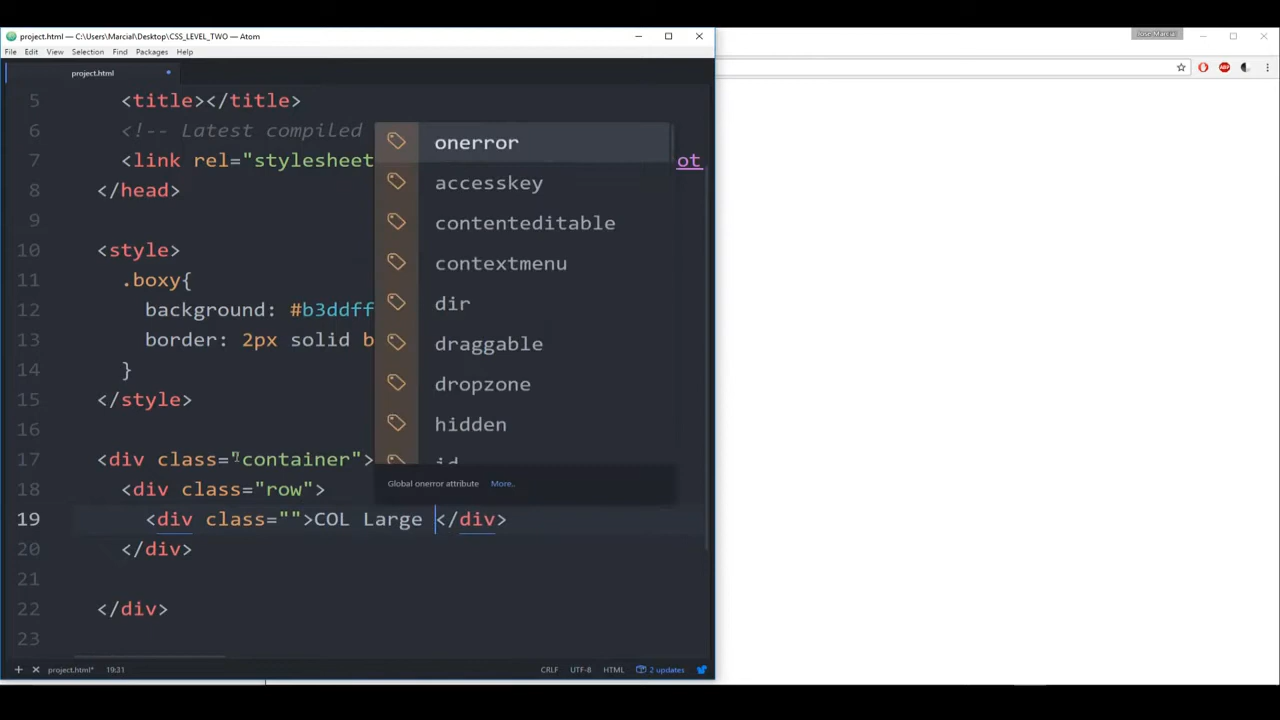 project.html — C:\Users\Marcial\Desktop\CSS_LEVEL_TWO — Atom
Jose Marcial
File Edit View Selection Find Packages Help
project.html
ABP
5 <title></title>
6 <!-- Latest compiled
7 <link rel="stylesheet ot
8 </head>
9
10 <style>
11 .boxy{
12 background: #b3ddff
13 border: 2px solid b
14 }
15 </style>
16
17 <div class="container">
18 <div class="row">
19 <div class="">COL Large </div>
20 </div>
21
22 </div>
23
onerror
accesskey
contenteditable
contextmenu
dir
draggable
dropzone
hidden
id
Global onerror attribute More..
project.html* 19:31 CRLF UTF-8 HTML 2 updates